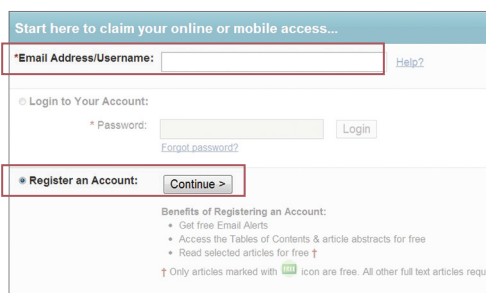 Start here to claim your online or mobile access...
*Email Address/Username:
Help?
Login to Your Account:
* Password:
Login
Forgot password?
Register an Account:
Continue >
Benefits of Registering an Account:
• Get free Email Alerts
• Access the Tables of Contents & article abstracts for free
• Read selected articles for free †
† Only articles marked with FREE icon are free. All other full text articles requ